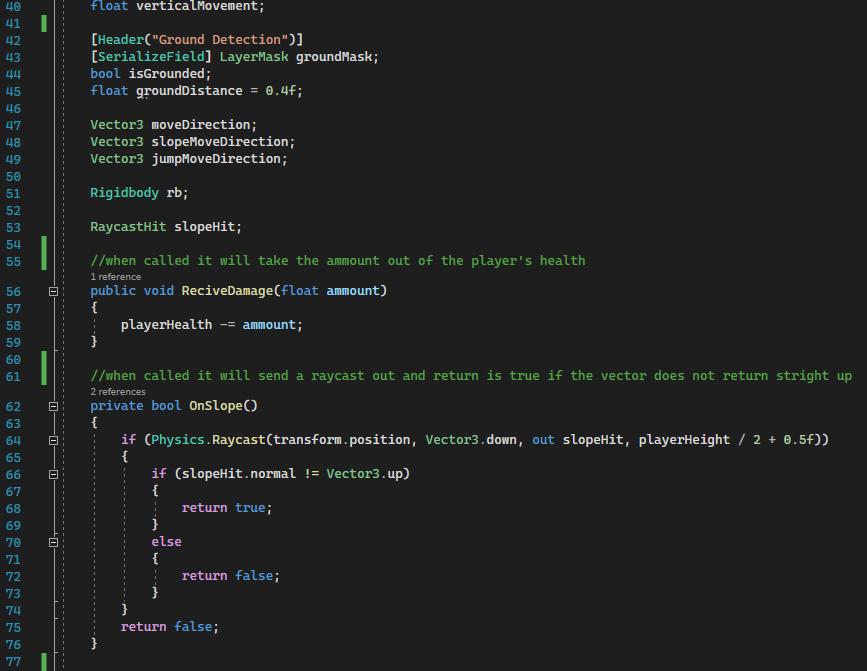 40 float verticalMovement;
41
42 [Header("Ground Detection")]
43 [SerializeField] LayerMask groundMask;
44 bool isGrounded;
45 float groundDistance = 0.4f;
46
47 Vector3 moveDirection;
48 Vector3 slopeMoveDirection;
49 Vector3 jumpMoveDirection;
50
51 Rigidbody rb;
52
53 RaycastHit slopeHit;
54
55 //when called it will take the ammount out of the player's health
1 reference
56 public void ReciveDamage(float ammount)
57 {
58 playerHealth -= ammount;
59 }
60
61 //when called it will send a raycast out and return is true if the vector does not return stright up
2 references
62 private bool OnSlope()
63 {
64 if (Physics.Raycast(transform.position, Vector3.down, out slopeHit, playerHeight / 2 + 0.5f))
65 {
66 if (slopeHit.normal != Vector3.up)
67 {
68 return true;
69 }
70 else
71 {
72 return false;
73 }
74 }
75 return false;
76 }
77